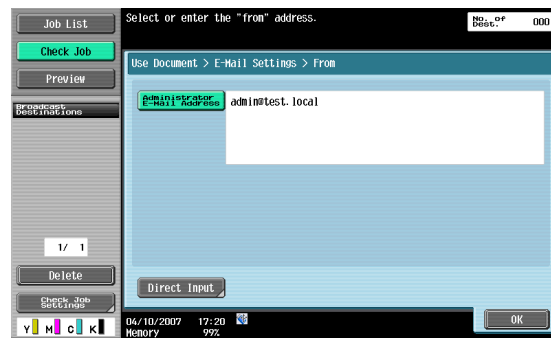 Job List
Check Job
Preview
Broadcast
Destinations
1/ 1
Delete
Check Job
Settings
Y M C K
Select or enter the "from" address.
No. of
Dest.
000
Use Document > E-Mail Settings > From
Administrator
E-Mail Address
admin@test.local
Direct Input
04/10/2007 17:20
Memory 99%
OK